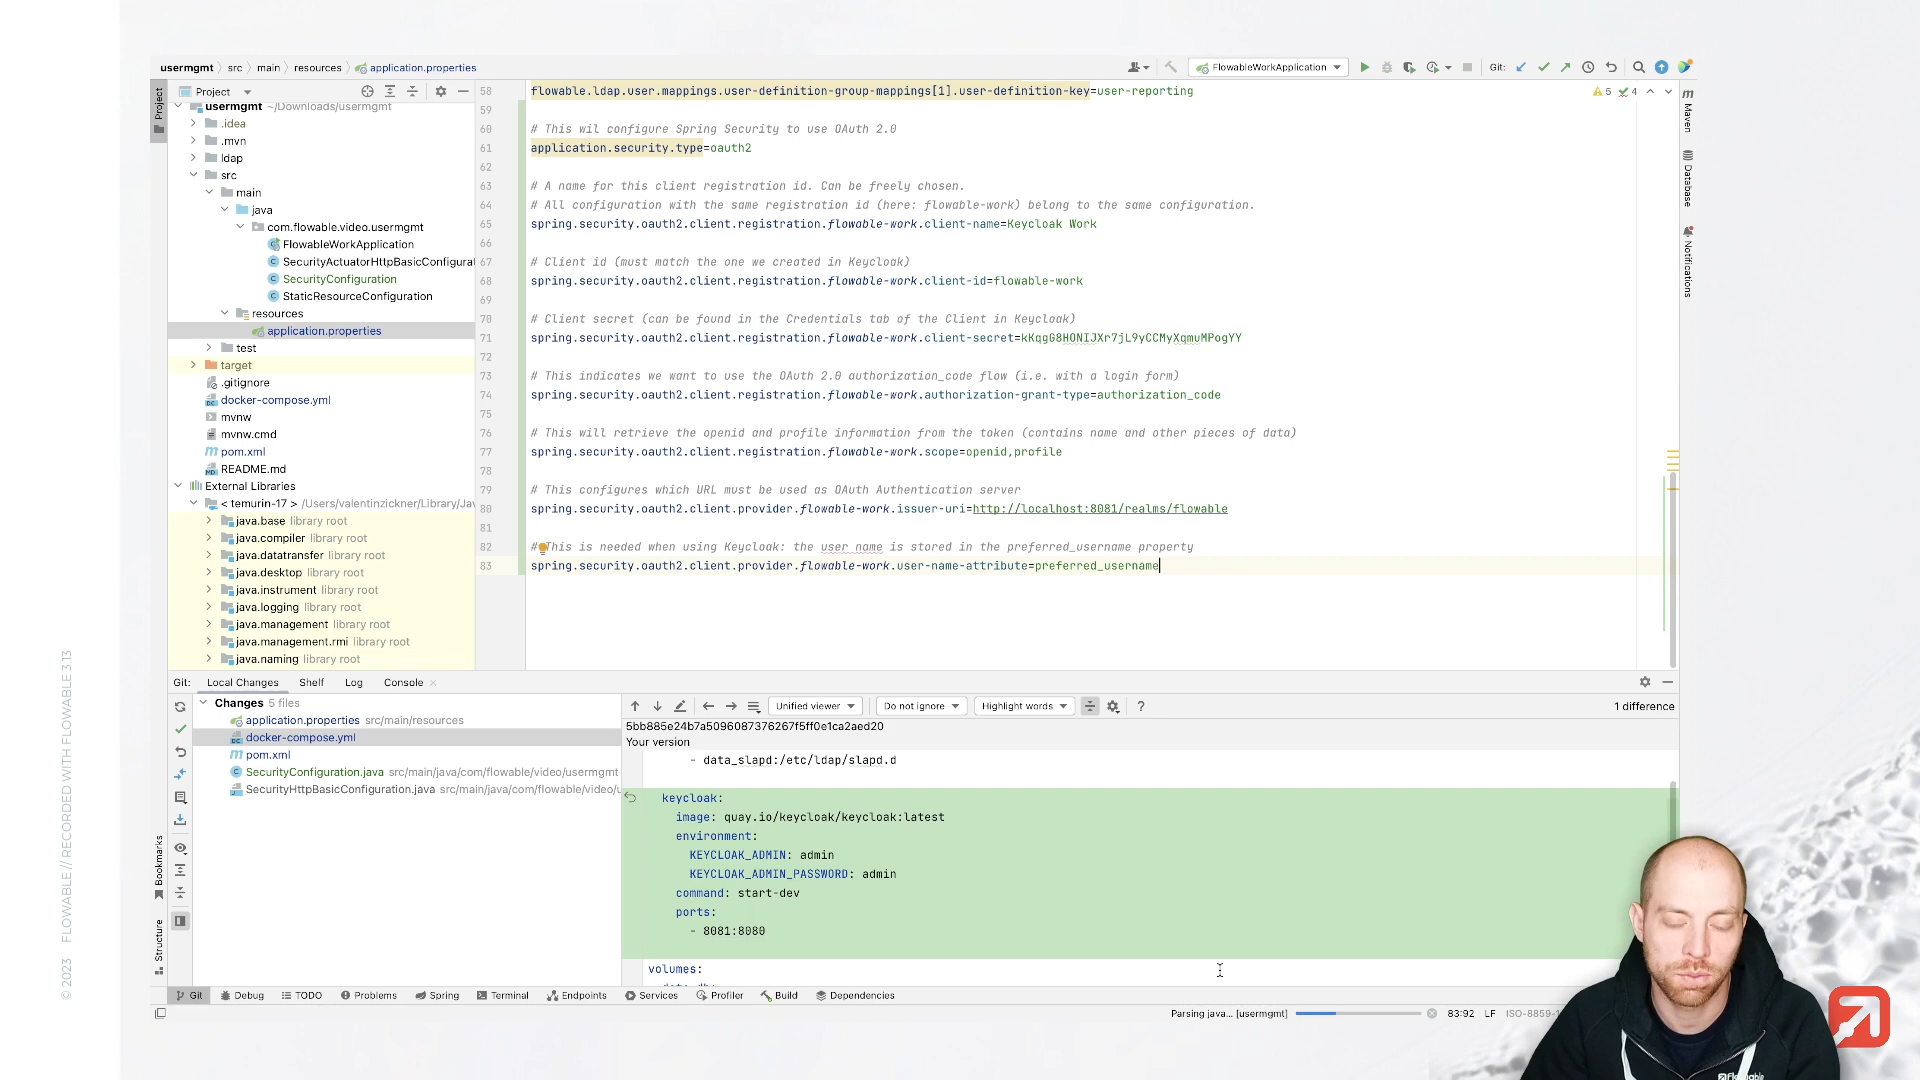 usermgmt
src
main
resources
application.properties
FlowableWorkApplication
Git:
Project
usermgmt ~/Downloads/usermgmt
.idea
.mvn
ldap
src
main
java
com.flowable.video.usermgmt
FlowableWorkApplication
SecurityActuatorHttpBasicConfigurat
SecurityConfiguration
StaticResourceConfiguration
resources
application.properties
test
target
.gitignore
docker-compose.yml
mvnw
mvnw.cmd
pom.xml
README.md
External Libraries
< temurin-17 > /Users/valentinzickner/Library/Jav
java.base library root
java.compiler library root
java.datatransfer library root
java.desktop library root
java.instrument library root
java.logging library root
java.management library root
java.management.rmi library root
java.naming library root
58 flowable.ldap.user.mappings.user-definition-group-mappings[1].user-definition-key=user-reporting
59
60 # This wil configure Spring Security to use OAuth 2.0
61 application.security.type=oauth2
62
63 # A name for this client registration id. Can be freely chosen.
64 # All configuration with the same registration id (here: flowable-work) belong to the same configuration.
65 spring.security.oauth2.client.registration.flowable-work.client-name=Keycloak Work
66
67 # Client id (must match the one we created in Keycloak)
68 spring.security.oauth2.client.registration.flowable-work.client-id=flowable-work
69
70 # Client secret (can be found in the Credentials tab of the Client in Keycloak)
71 spring.security.oauth2.client.registration.flowable-work.client-secret=kKqgG8HONIJXr7jL9yCCMyXqmuMPogYY
72
73 # This indicates we want to use the OAuth 2.0 authorization_code flow (i.e. with a login form)
74 spring.security.oauth2.client.registration.flowable-work.authorization-grant-type=authorization_code
75
76 # This will retrieve the openid and profile information from the token (contains name and other pieces of data)
77 spring.security.oauth2.client.registration.flowable-work.scope=openid,profile
78
79 # This configures which URL must be used as OAuth Authentication server
80 spring.security.oauth2.client.provider.flowable-work.issuer-uri=http://localhost:8081/realms/flowable
81
82 # This is needed when using Keycloak: the user name is stored in the preferred_username property
83 spring.security.oauth2.client.provider.flowable-work.user-name-attribute=preferred_username
5 4
Project
Bookmarks
Structure
m Maven
Database
Notifications
Git: Local Changes Shelf Log Console
Changes 5 files
application.properties src/main/resources
docker-compose.yml
pom.xml
SecurityConfiguration.java src/main/java/com/flowable/video/usermgmt
SecurityHttpBasicConfiguration.java src/main/java/com/flowable/video/u
Unified viewer Do not ignore Highlight words ? 1 difference
5bb885e24b7a5096087376267f5ff0e1ca2aed20
Your version
- data_slapd:/etc/ldap/slapd.d
keycloak:
image: quay.io/keycloak/keycloak:latest
environment:
KEYCLOAK_ADMIN: admin
KEYCLOAK_ADMIN_PASSWORD: admin
command: start-dev
ports:
- 8081:8080
volumes:
Git Debug TODO Problems Spring Terminal Endpoints Services Profiler Build Dependencies
Parsing java... [usermgmt] 83:92 LF ISO-8859-1
© 2023 FLOWABLE // RECORDED WITH FLOWABLE 3.13